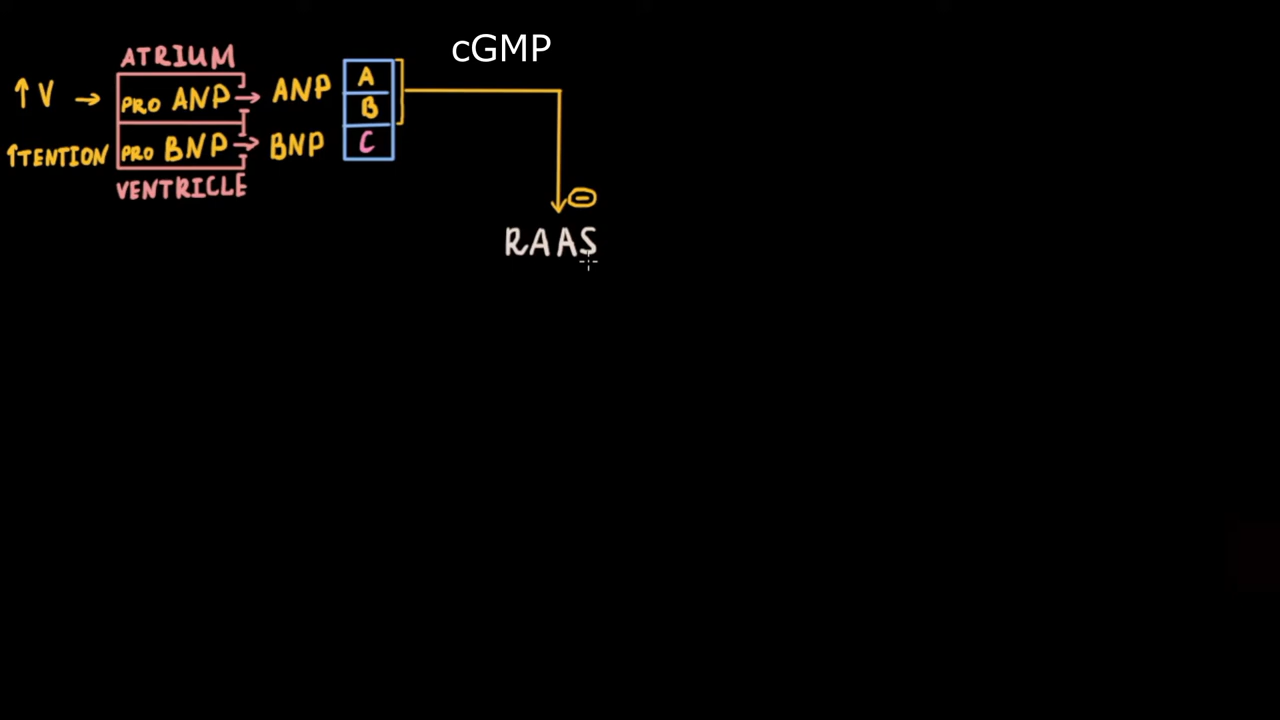 cGMP
ATRIUM
↑V → PRO ANP → ANP
A
B
↑TENTION PRO BNP → BNP
C
VENTRICLE
⊖
RAAS